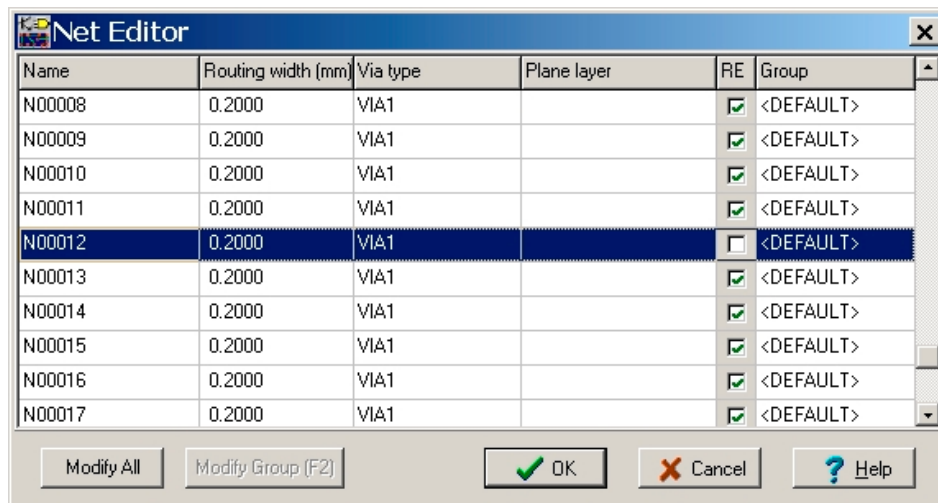 Net Editor
Name Routing width (mm) Via type Plane layer RE Group
N00008 0.2000 VIA1 <DEFAULT>
N00009 0.2000 VIA1 <DEFAULT>
N00010 0.2000 VIA1 <DEFAULT>
N00011 0.2000 VIA1 <DEFAULT>
N00012 0.2000 VIA1 <DEFAULT>
N00013 0.2000 VIA1 <DEFAULT>
N00014 0.2000 VIA1 <DEFAULT>
N00015 0.2000 VIA1 <DEFAULT>
N00016 0.2000 VIA1 <DEFAULT>
N00017 0.2000 VIA1 <DEFAULT>
Modify All Modify Group (F2) OK Cancel Help